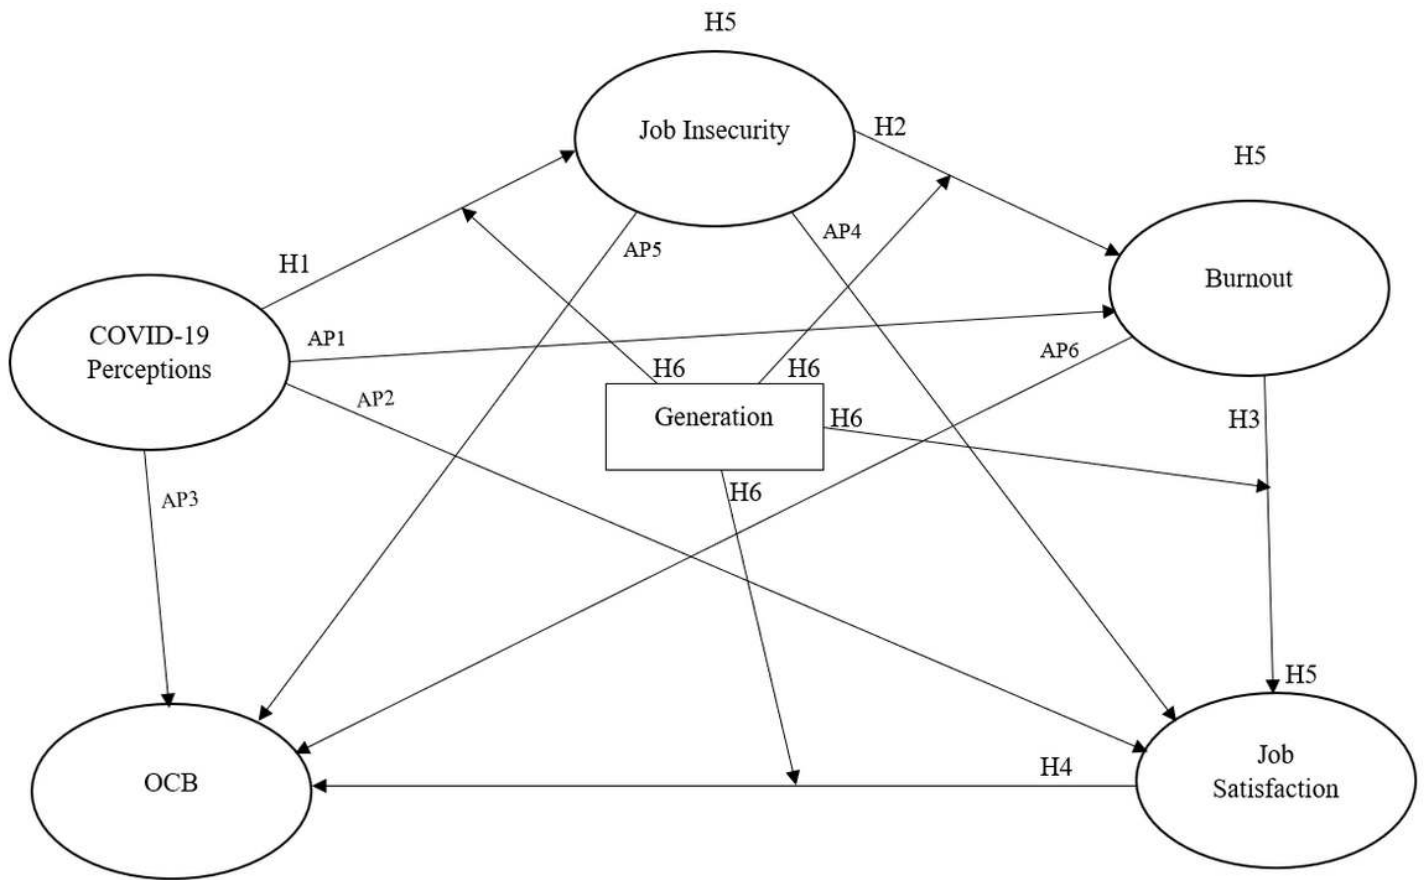 H5
Job Insecurity
H2
H5
AP5
AP4
H1
Burnout
COVID-19
Perceptions
AP1
AP6
H6
H6
AP2
Generation
H6
H3
H6
AP3
H5
Job
Satisfaction
H4
OCB